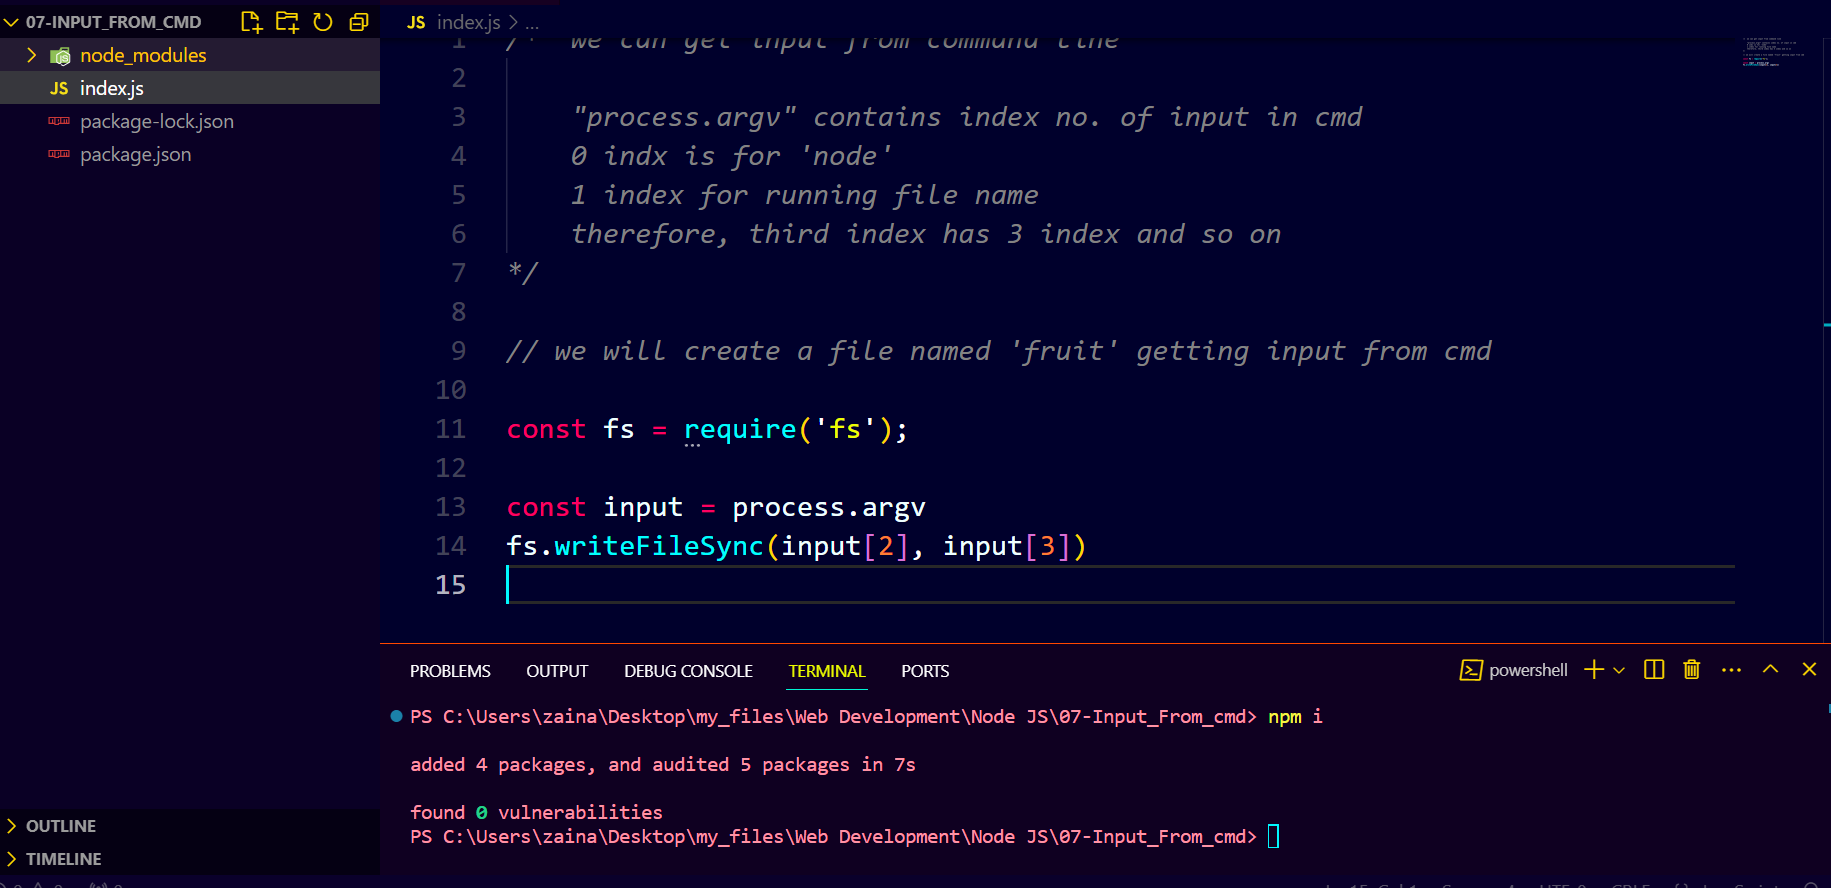 07-INPUT_FROM_CMD
node_modules
JS index.js
package-lock.json
package.json
OUTLINE
TIMELINE
JS index.js > ...
1 /* we can get input from command line
2
3 "process.argv" contains index no. of input in cmd
4 0 indx is for 'node'
5 1 index for running file name
6 therefore, third index has 3 index and so on
7 */
8
9 // we will create a file named 'fruit' getting input from cmd
10
11 const fs = require('fs');
12
13 const input = process.argv
14 fs.writeFileSync(input[2], input[3])
15
PROBLEMS OUTPUT DEBUG CONSOLE TERMINAL PORTS
powershell
PS C:\Users\zaina\Desktop\my_files\Web Development\Node JS\07-Input_From_cmd> npm i
added 4 packages, and audited 5 packages in 7s
found 0 vulnerabilities
PS C:\Users\zaina\Desktop\my_files\Web Development\Node JS\07-Input_From_cmd>